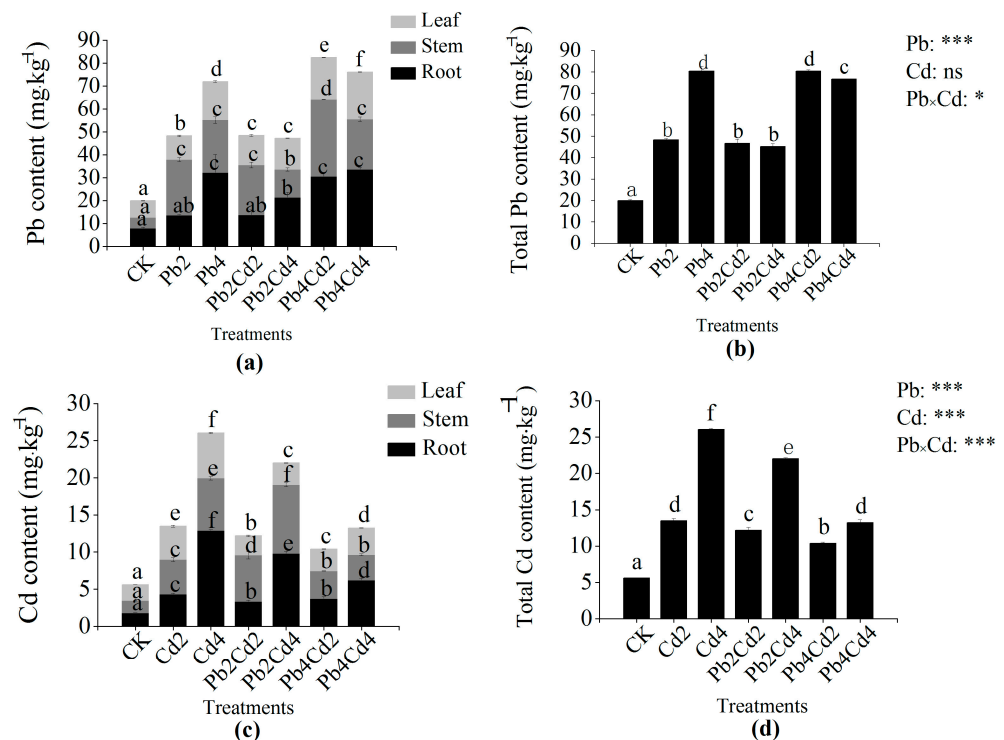 (a)
Leaf
Stem
Root
Pb content (mg·kg⁻¹)
90
80
70
60
50
40
30
20
10
0
a
a
a
b
c
ab
d
c
c
c
c
ab
c
b
b
e
d
c
f
c
c
CK
Pb2
Pb4
Pb2Cd2
Pb2Cd4
Pb4Cd2
Pb4Cd4
Treatments
(a)
Pb: ***
Cd: ns
Pb×Cd: *
Total Pb content (mg·kg⁻¹)
90
80
70
60
50
40
30
20
10
0
a
b
d
b
b
d
c
CK
Pb2
Pb4
Pb2Cd2
Pb2Cd4
Pb4Cd2
Pb4Cd4
Treatments
(b)
Leaf
Stem
Root
Cd content (mg·kg⁻¹)
30
25
20
15
10
5
0
a
a
a
e
c
c
f
e
f
b
d
b
c
f
e
c
b
b
d
b
d
CK
Cd2
Cd4
Pb2Cd2
Pb2Cd4
Pb4Cd2
Pb4Cd4
Treatments
(c)
Pb: ***
Cd: ***
Pb×Cd: ***
Total Cd content (mg·kg⁻¹)
30
25
20
15
10
5
0
a
d
f
c
e
b
d
CK
Cd2
Cd4
Pb2Cd2
Pb2Cd4
Pb4Cd2
Pb4Cd4
Treatments
(d)